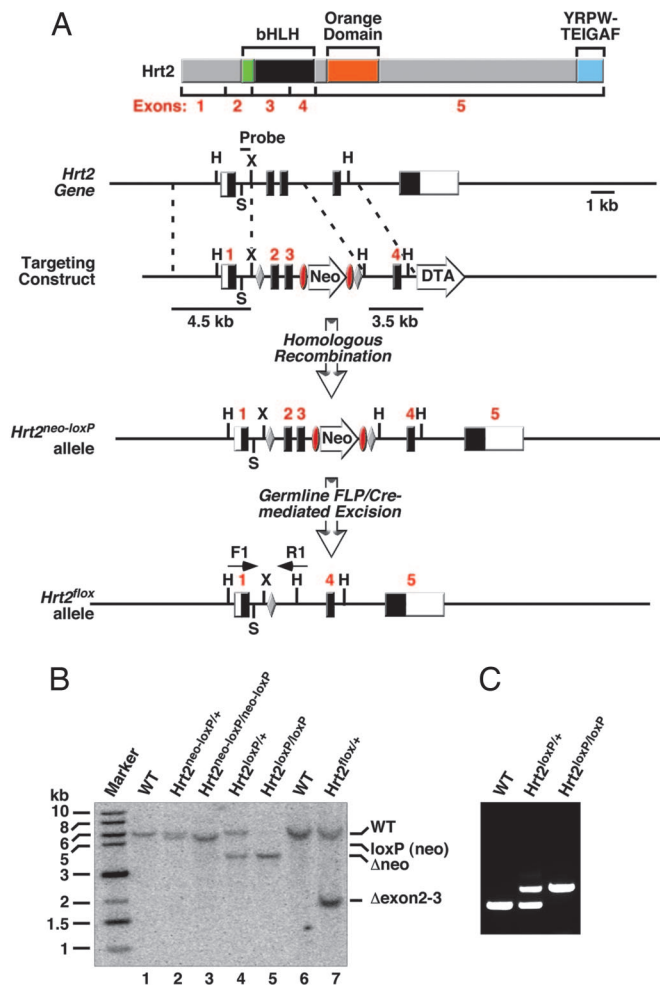 A
bHLH
Orange
Domain
YRPW-
TEIGAF
Hrt2
Exons: 1 2 3 4 5
Probe
H X H
Hrt2
Gene
S
1 kb
Targeting
Construct
H 1 X 2 3 Neo H 4 H DTA
S
4.5 kb
3.5 kb
Homologous
Recombination
Hrt2neo-loxP
allele
H 1 X 2 3 Neo H 4 H 5
S
Germline FLP/Cre-
mediated Excision
F1 R1
Hrt2flox
allele
H 1 X H 4 H 5
S
B
Marker
WT
Hrt2neo-loxP/+
Hrt2neo-loxP/neo-loxP
Hrt2loxP/+
Hrt2loxP/loxP
WT
Hrt2flox/+
kb
10
8
6
5
3
2
1.5
1
WT
loxP (neo)
Δneo
Δexon2-3
1 2 3 4 5 6 7
C
WT
Hrt2loxP/+
Hrt2loxP/loxP